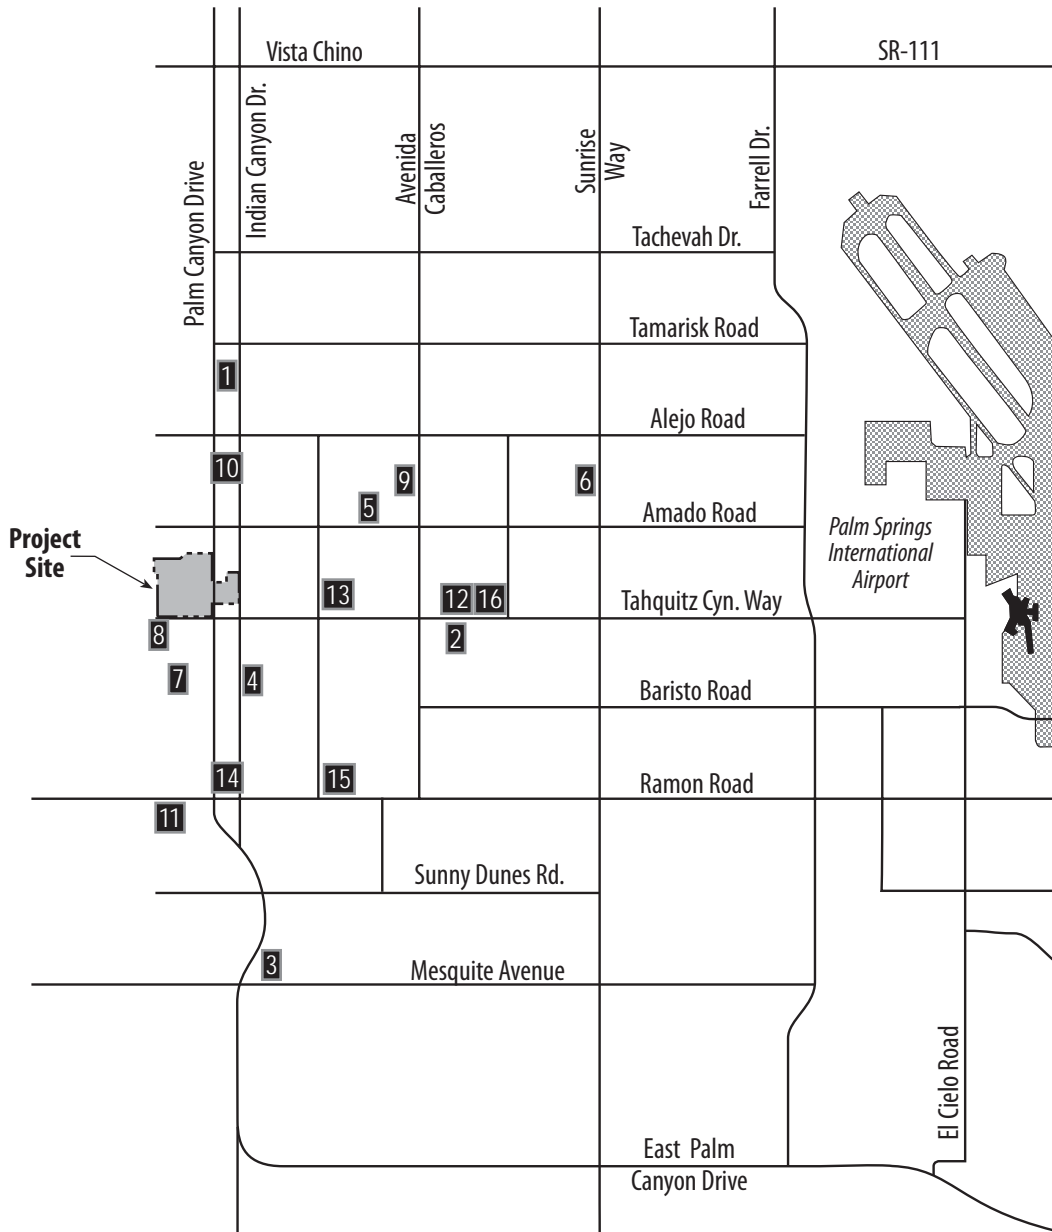 Vista Chino
SR-111
Palm Canyon Drive
Indian Canyon Dr.
Avenida
Caballeros
Sunrise
Way
Farrell Dr.
Tachevah Dr.
Tamarisk Road
1
Alejo Road
10
9
6
5
Amado Road
Palm Springs
International
Airport
Project
Site
13
12
16
Tahquitz Cyn. Way
8
2
7
4
Baristo Road
14
15
Ramon Road
11
Sunny Dunes Rd.
3
Mesquite Avenue
El Cielo Road
East Palm
Canyon Drive